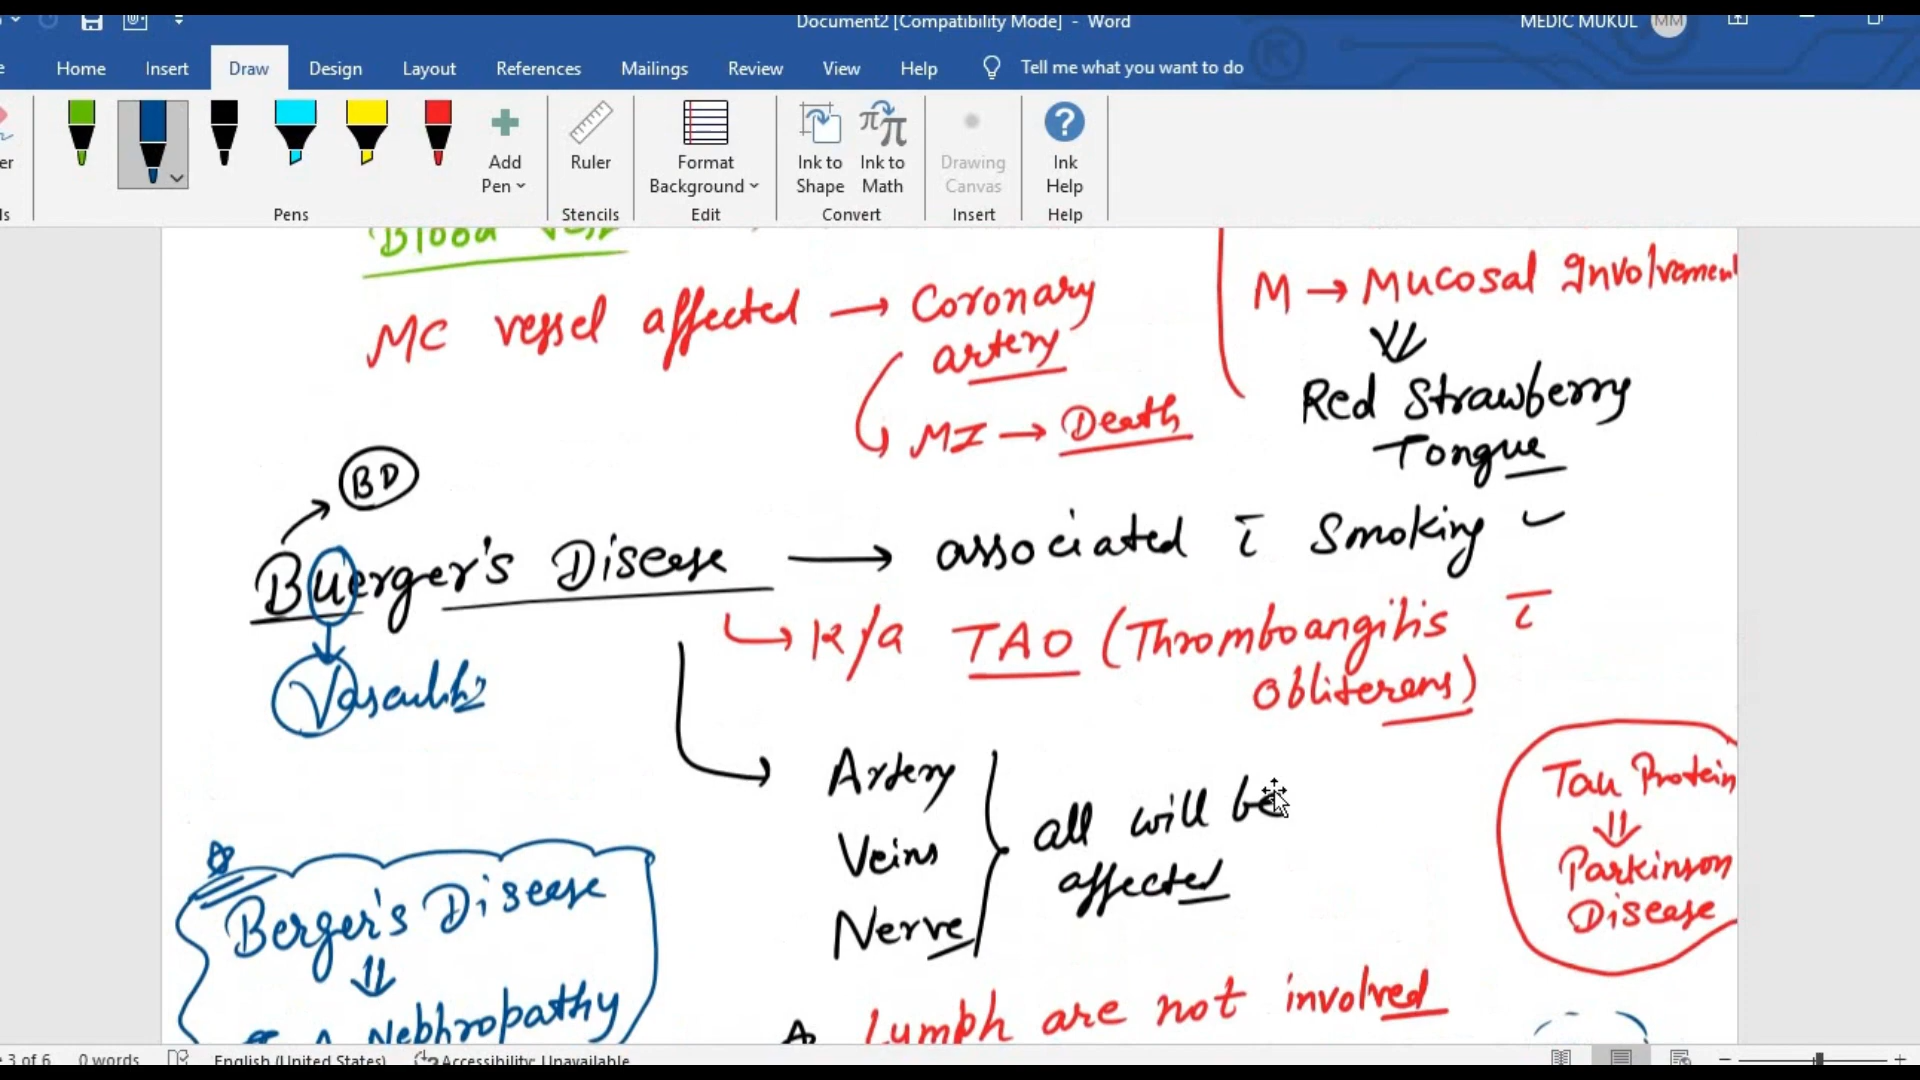 Document2 [Compatibility Mode] - Word
MEDIC MUKUL
MM
Home Insert Draw Design Layout References Mailings Review View Help Tell me what you want to do
Add Pen
Ruler
Format Background
Ink to Shape
Ink to Math
Drawing Canvas
Ink Help
Pens Stencils Edit Convert Insert Help
Blood
MC vessel affected → Coronary
artery
MI → Death
M → Mucosal Involvement
Red Strawberry
Tongue
BD
Buerger's Disease → associated c̄ Smoking
K/a TAO (Thromboangitis c̄
Obliterans)
Vasculitis
Artery
Veins
Nerve
all will be
affected
Tau Protein
Parkinson
Disease
Berger's Disease
A Nephropathy
Lymph are not involved
3 of 6 0 words English (United States) Accessibility: Unavailable